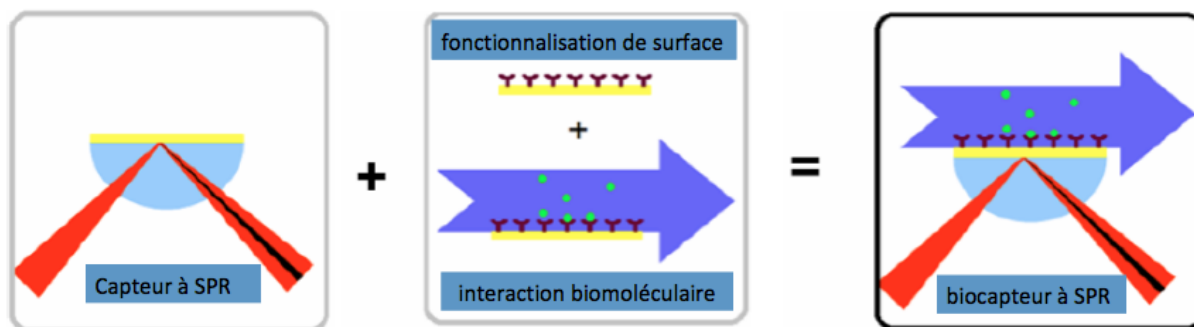 fonctionnalisation de surface
+
+
=
Capteur à SPR
interaction biomoléculaire
biocapteur à SPR